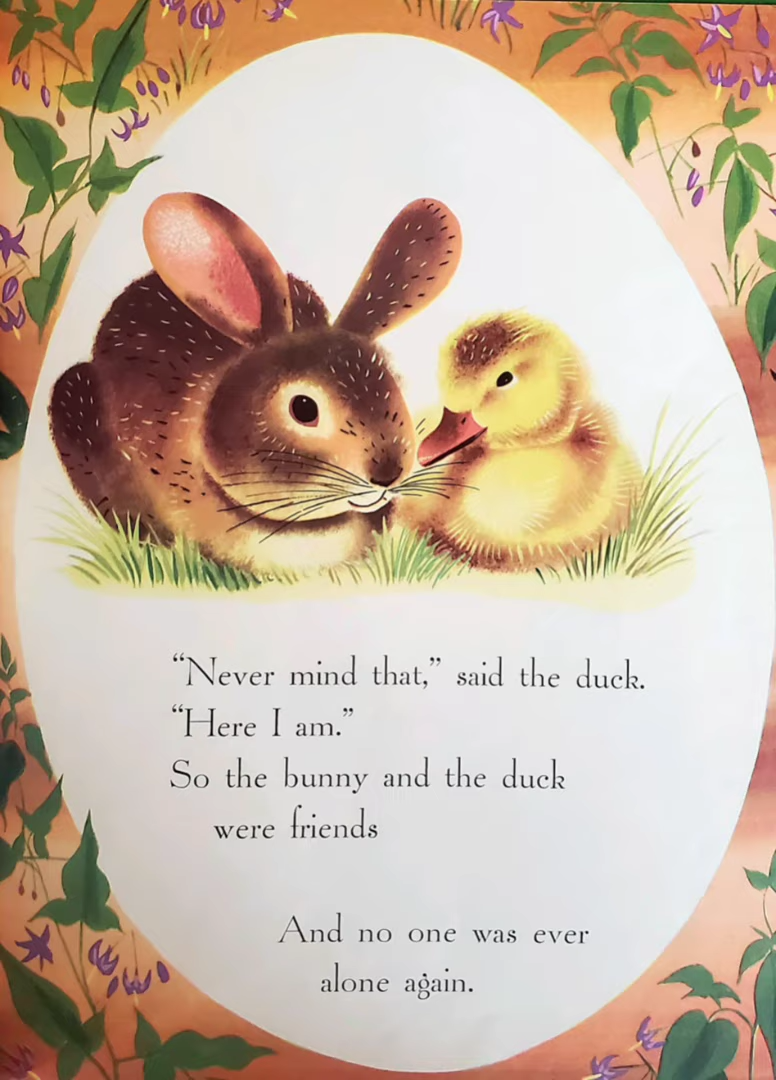 “Never mind that,” said the duck.
“Here I am.”
So the bunny and the duck
were friends
And no one was ever
alone again.